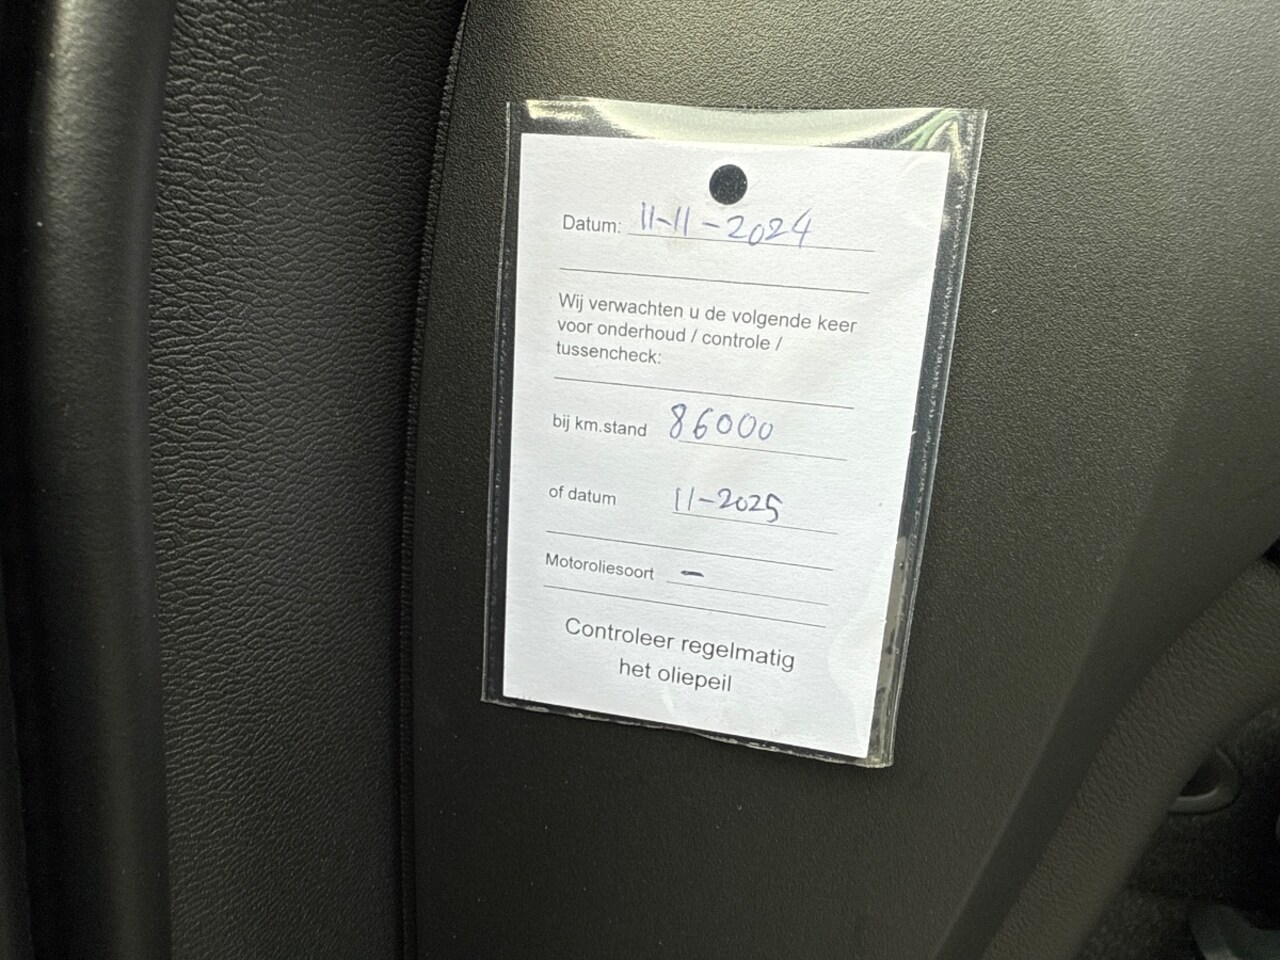 Datum: 11-11-2024
Wij verwachten u de volgende keer
voor onderhoud / controle /
tussencheck:
bij km.stand 86000
of datum 11-2025
Motoroliesoort -
Controleer regelmatig
het oliepeil